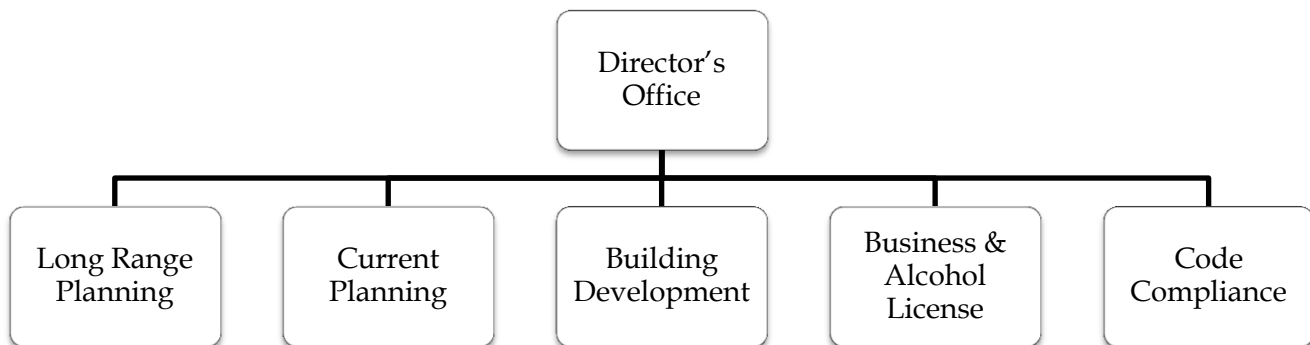 Director’s
Office
Long Range
Planning
Current
Planning
Building
Development
Business &
Alcohol
License
Code
Compliance